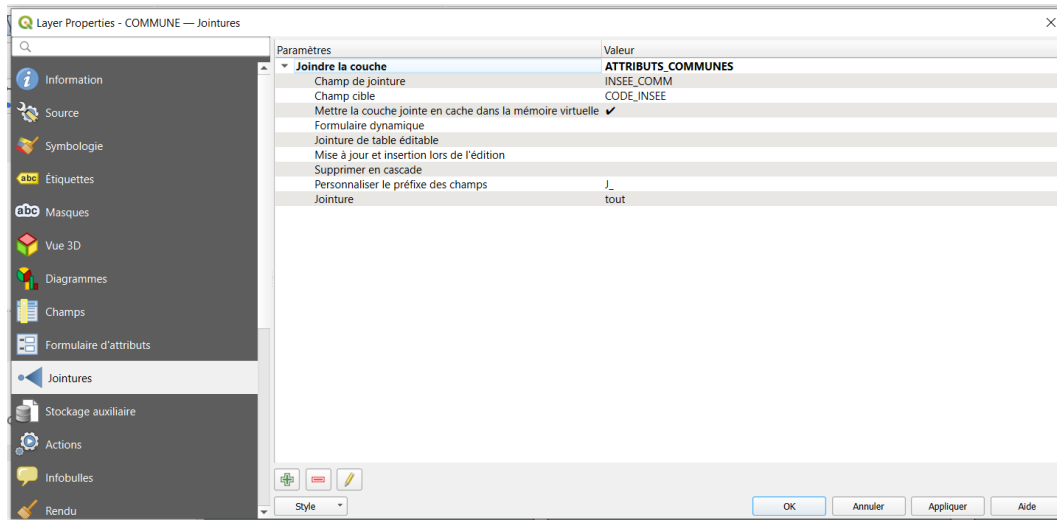 Layer Properties - COMMUNE — Jointures
Information
Source
Symbologie
abc Étiquettes
abc Masques
Vue 3D
Diagrammes
Champs
Formulaire d'attributs
Jointures
Stockage auxiliaire
Actions
Infobulles
Rendu
Paramètres Valeur
Joindre la couche ATTRIBUTS_COMMUNES
Champ de jointure INSEE_COMM
Champ cible CODE_INSEE
Mettre la couche jointe en cache dans la mémoire virtuelle ✔
Formulaire dynamique
Jointure de table éditable
Mise à jour et insertion lors de l'édition
Supprimer en cascade
Personnaliser le préfixe des champs J_
Jointure tout
Style OK Annuler Appliquer Aide